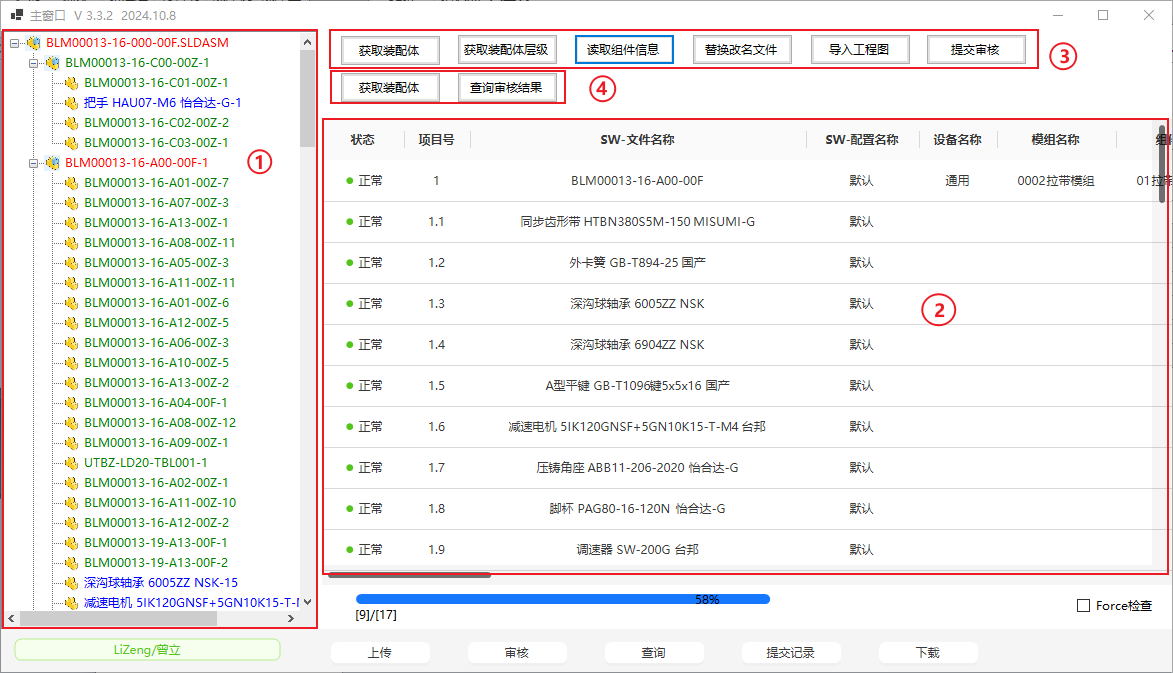 主窗口 V 3.3.2 2024.10.8
BLM00013-16-000-00F.SLDASM
BLM00013-16-C00-00Z-1
BLM00013-16-C01-00Z-1
把手 HAU07-M6 怡合达-G-1
BLM00013-16-C02-00Z-2
BLM00013-16-C03-00Z-1
BLM00013-16-A00-00F-1
BLM00013-16-A01-00Z-7
BLM00013-16-A07-00Z-3
BLM00013-16-A13-00Z-1
BLM00013-16-A08-00Z-11
BLM00013-16-A05-00Z-3
BLM00013-16-A11-00Z-11
BLM00013-16-A01-00Z-6
BLM00013-16-A12-00Z-5
BLM00013-16-A06-00Z-3
BLM00013-16-A10-00Z-5
BLM00013-16-A13-00Z-2
BLM00013-16-A04-00F-1
BLM00013-16-A08-00Z-12
BLM00013-16-A09-00Z-1
UTBZ-LD20-TBL001-1
BLM00013-16-A02-00Z-1
BLM00013-16-A11-00Z-10
BLM00013-16-A12-00Z-2
BLM00013-19-A13-00F-1
BLM00013-19-A13-00F-2
深沟球轴承 6005ZZ NSK-15
减速电机 5IK120GNSF+5GN10K15-T-
①
获取装配体 获取装配体层级 读取组件信息 替换改名文件 导入工程图 提交审核
③
获取装配体 查询审核结果
④
状态 项目号 SW-文件名称 SW-配置名称 设备名称 模组名称 组
正常 1 BLM00013-16-A00-00F 默认 通用 0002拉带模组 01拉带
正常 1.1 同步齿形带 HTBN380S5M-150 MISUMI-G 默认
正常 1.2 外卡簧 GB-T894-25 国产 默认
正常 1.3 深沟球轴承 6005ZZ NSK 默认
②
正常 1.4 深沟球轴承 6904ZZ NSK 默认
正常 1.5 A型平键 GB-T1096键5x5x16 国产 默认
正常 1.6 减速电机 5IK120GNSF+5GN10K15-T-M4 台邦 默认
正常 1.7 压铸角座 ABB11-206-2020 怡合达-G 默认
正常 1.8 脚杯 PAG80-16-120N 怡合达-G 默认
正常 1.9 调速器 SW-200G 台邦 默认
58%
[9]/[17]
Force检查
LiZeng/曾立 上传 审核 查询 提交记录 下载